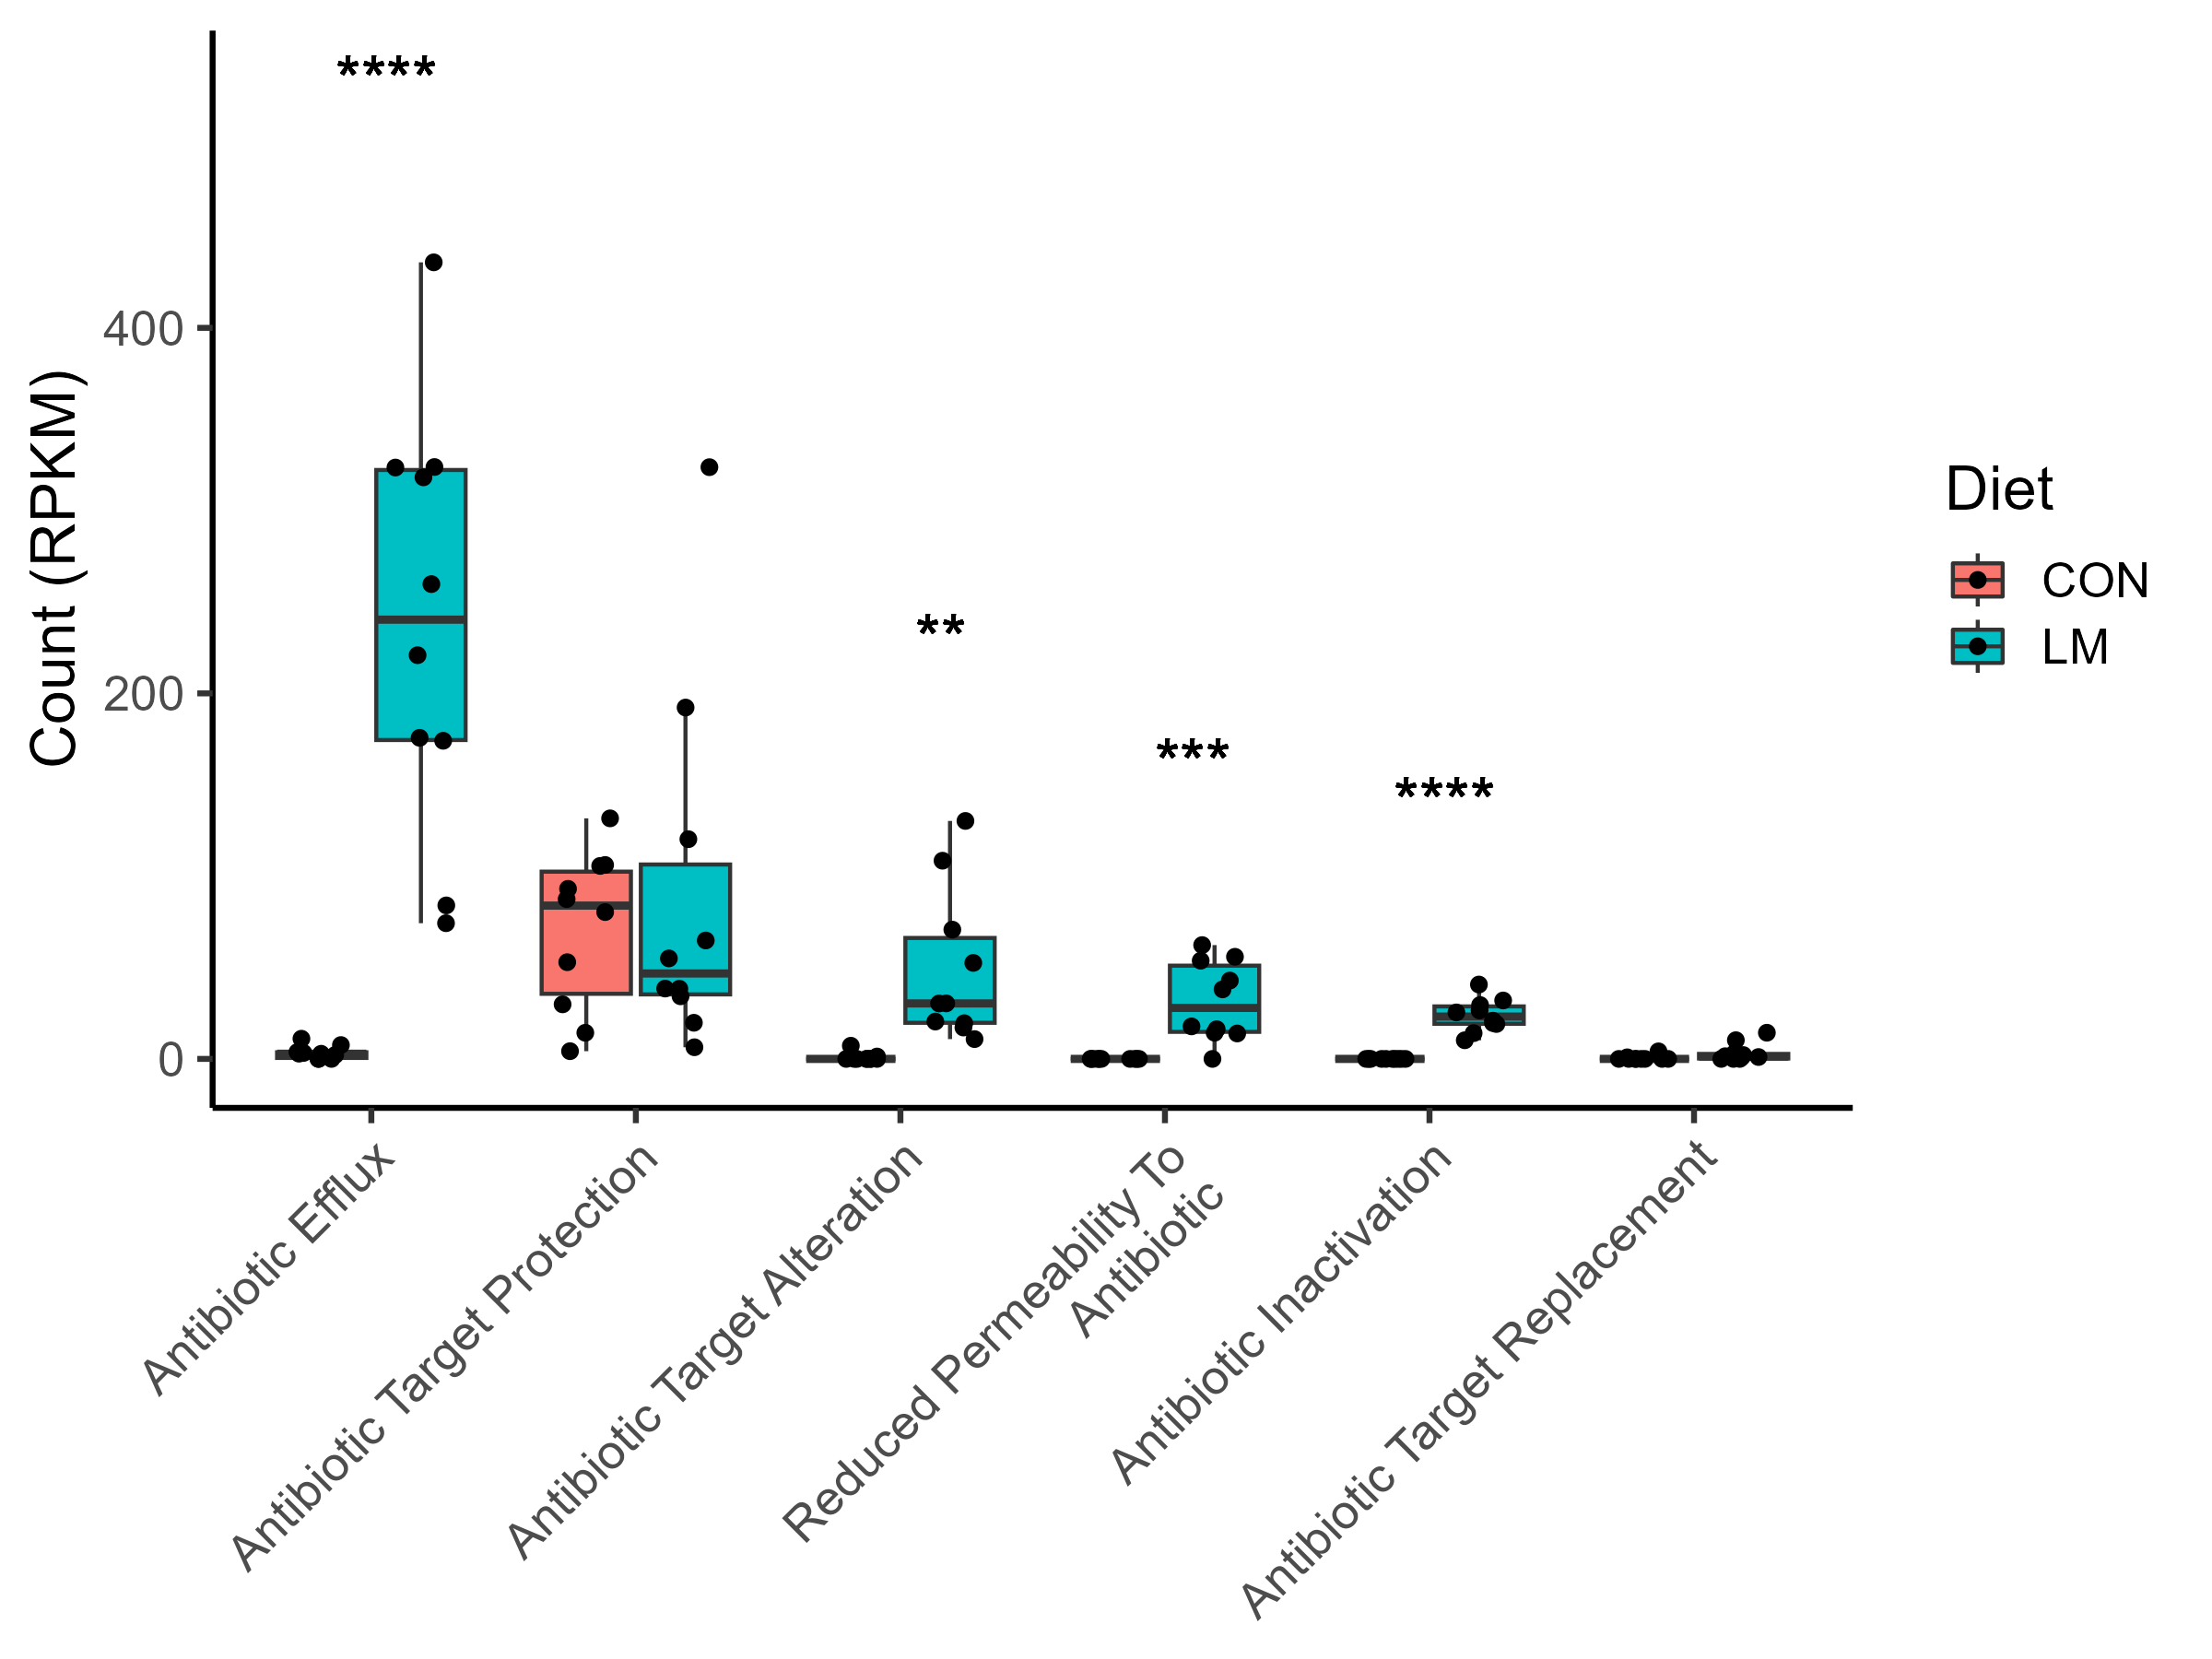 ****
400
200
0
Count (RPKM)
**
***
****
Antibiotic Efflux
Antibiotic Target Protection
Antibiotic Target Alteration
Reduced Permeability To
Antibiotic
Antibiotic Inactivation
Antibiotic Target Replacement
Diet
CON
LM